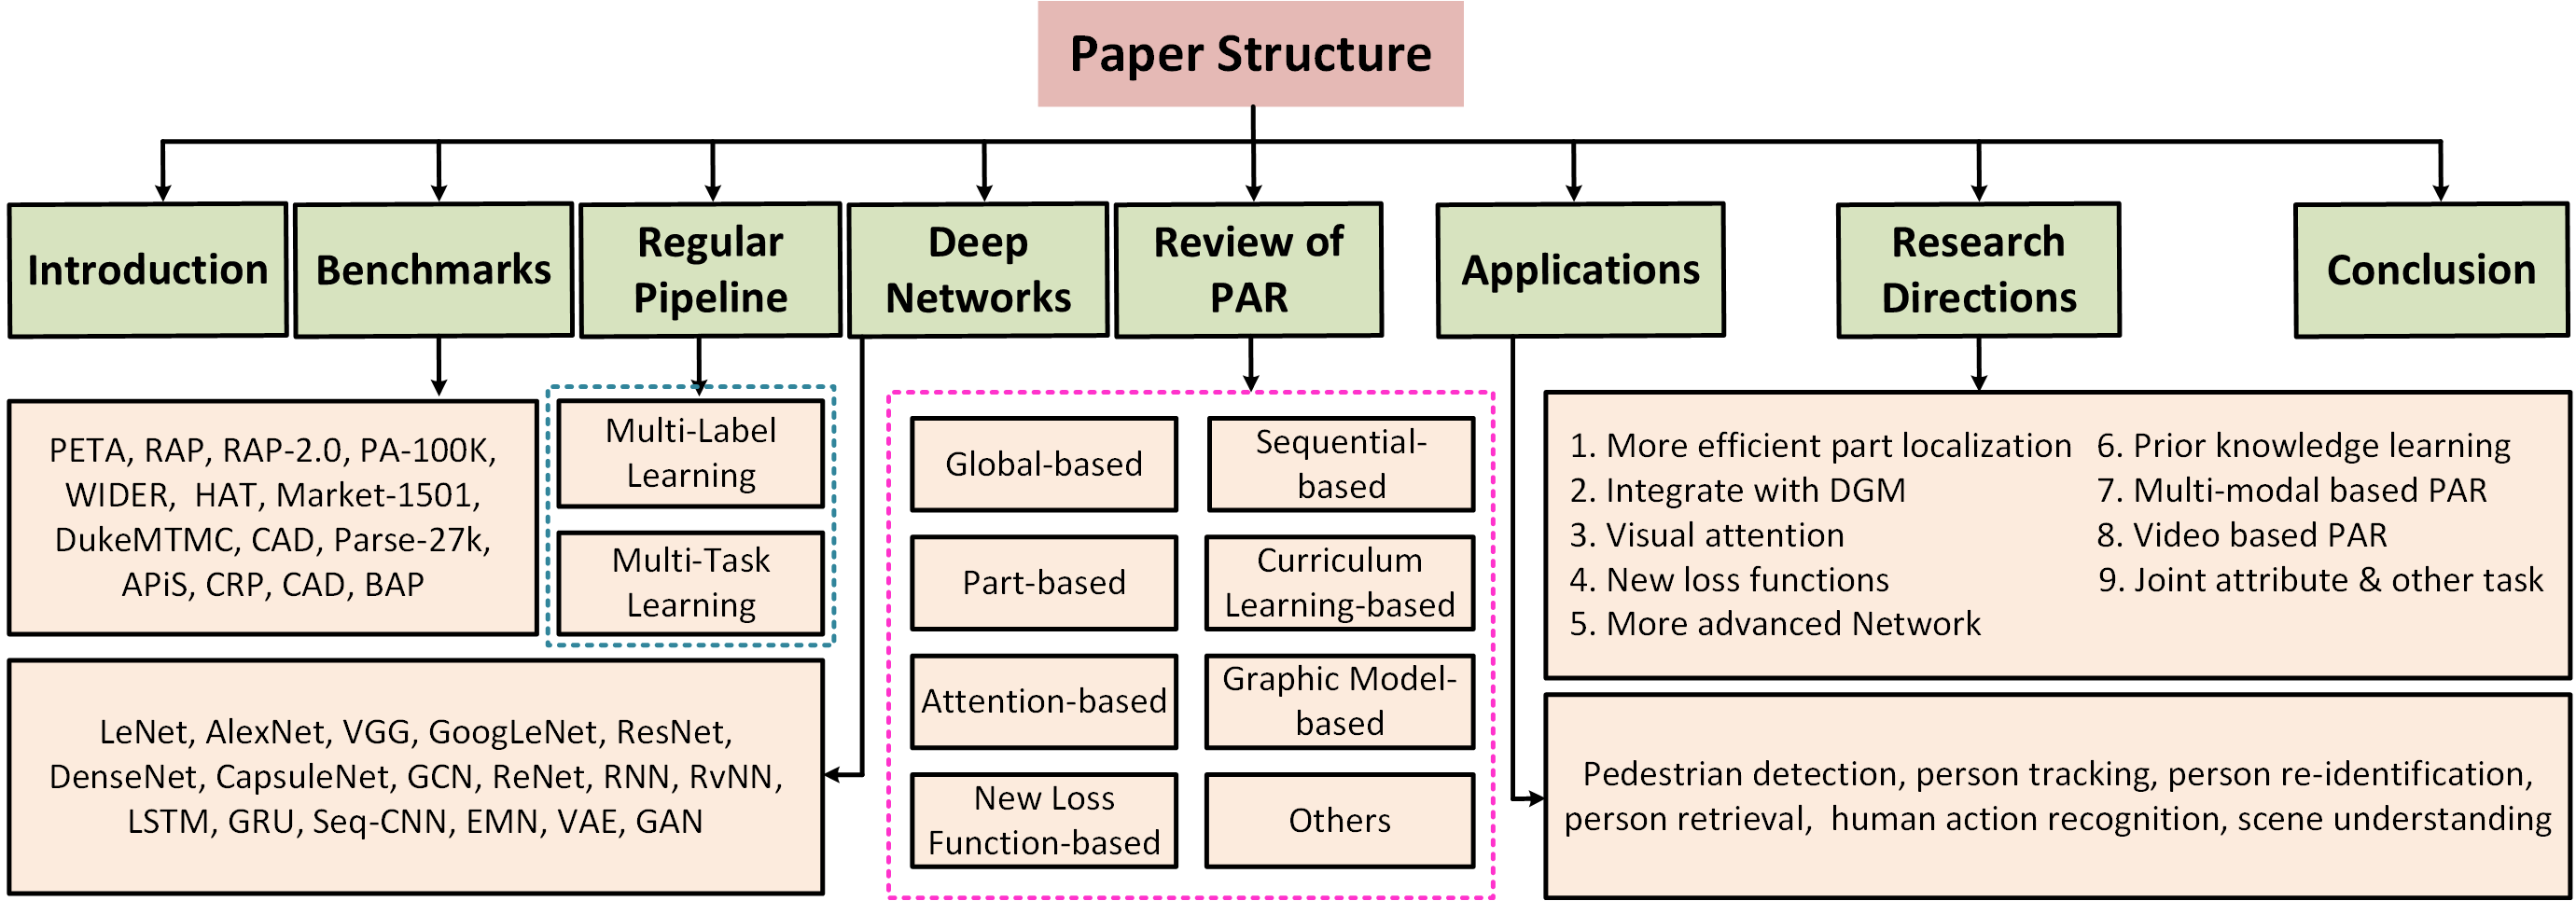 Paper Structure
Introduction
Benchmarks
Regular
Pipeline
Deep
Networks
Review of
PAR
Applications
Research
Directions
Conclusion
PETA, RAP, RAP-2.0, PA-100K,
WIDER, HAT, Market-1501,
DukeMTMC, CAD, Parse-27k,
APiS, CRP, CAD, BAP
Multi-Label
Learning
Multi-Task
Learning
LeNet, AlexNet, VGG, GoogLeNet, ResNet,
DenseNet, CapsuleNet, GCN, ReNet, RNN, RvNN,
LSTM, GRU, Seq-CNN, EMN, VAE, GAN
Global-based
Part-based
Attention-based
New Loss
Function-based
Sequential-
based
Curriculum
Learning-based
Graphic Model-
based
Others
1. More efficient part localization
2. Integrate with DGM
3. Visual attention
4. New loss functions
5. More advanced Network
6. Prior knowledge learning
7. Multi-modal based PAR
8. Video based PAR
9. Joint attribute & other task
Pedestrian detection, person tracking, person re-identification,
person retrieval, human action recognition, scene understanding